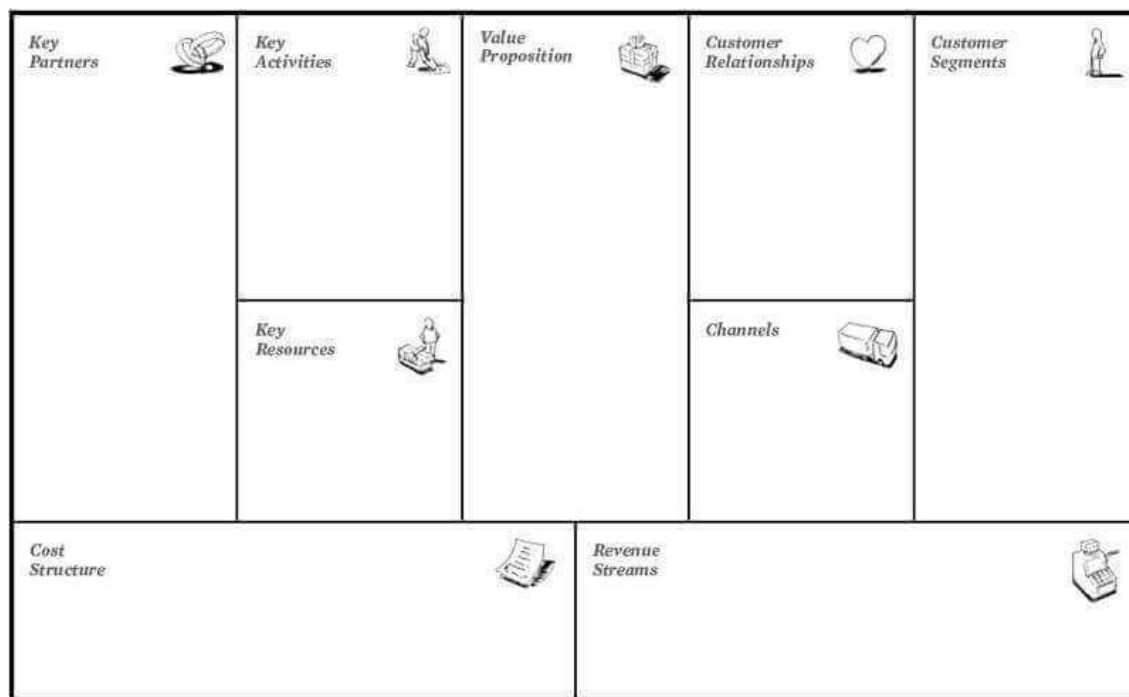 Key
Partners
Key
Activities
Value
Proposition
Customer
Relationships
Customer
Segments
Key
Resources
Channels
Cost
Structure
Revenue
Streams